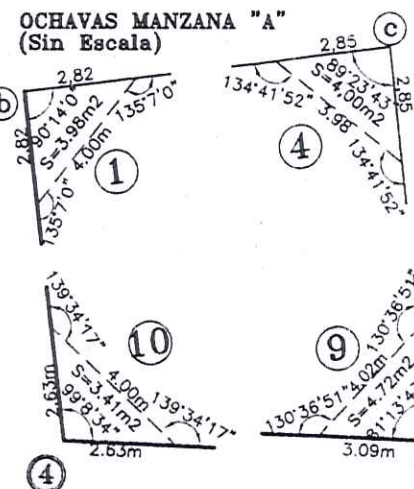 OCHAVAS MANZANA "A"
(Sin Escala)
b
2,82
2,82
90°14'0"
S=3.98m2
4.00m
135°7'0"
135°7'0"
1
c
2,85
2,85
89°23'43
S=4.00m2
3.98
134°41'52"
134°41'52"
4
139°34'17"
10
2.63m
99°8'34"
S=3.41m2
4.00m
139°34'17"
2.63m
4
130°36'51"
9
130°36'51"
4.02m
S=4.72m2
81°13'4
3.09m